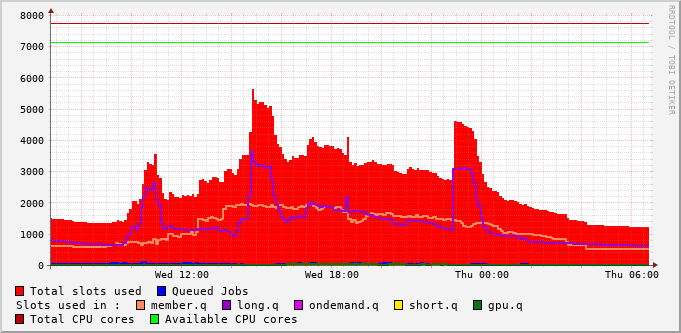 8000
7000
6000
5000
4000
3000
2000
1000
0
Wed 12:00 Wed 18:00 Thu 00:00 Thu 06:00
RRDTOOL / TOBI OETIKER
Total slots used Queued Jobs
Slots used in : member.q long.q ondemand.q short.q gpu.q
Total CPU cores Available CPU cores